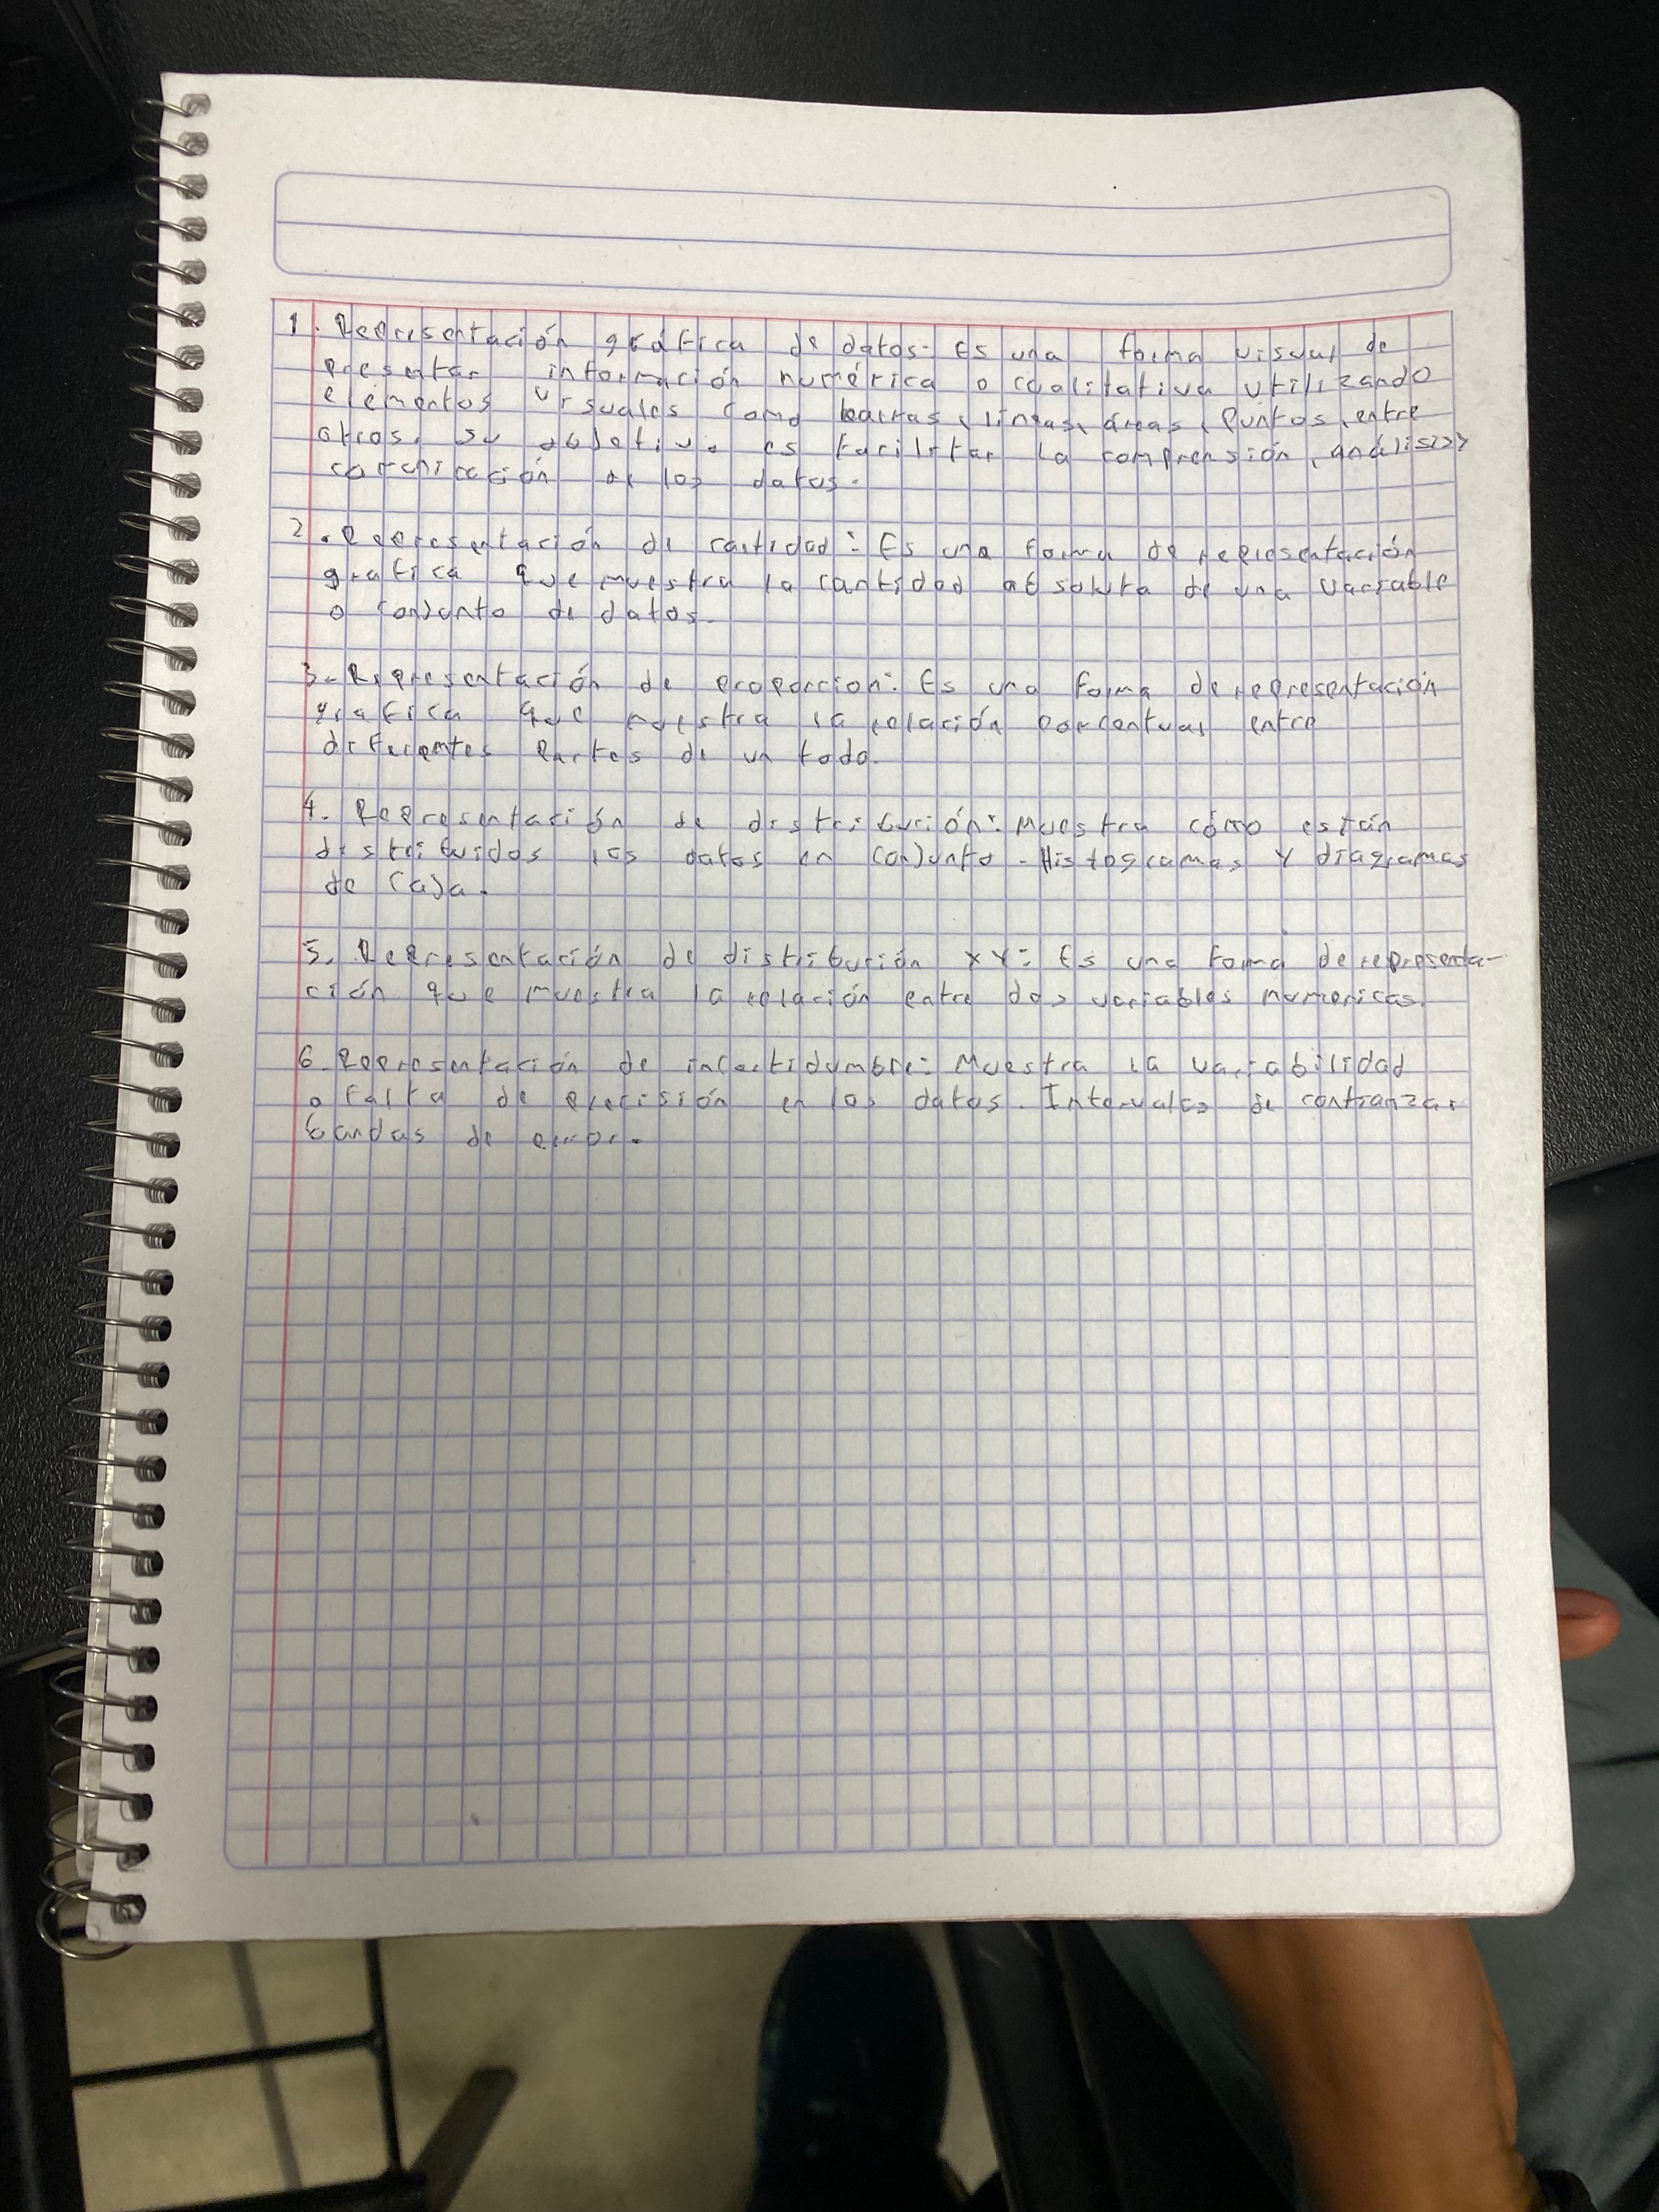 1. Representación gráfica de datos: Es una forma visual de
presentar información numérica o cualitativa utilizando
elementos visuales como barras, líneas, áreas, puntos, entre
otros. su objetivo es facilitar la comprensión, análisis y
comunicación de los datos.
2. Representación de cantidad: Es una forma de representación
grafica que muestra la cantidad absoluta de una variable
o conjunto de datos.
3. Representación de proporcion: Es una forma de representación
grafica que muestra la relación porcentual entre
diferentes partes de un todo.
4. Representación de distribución: Muestra cómo están
distribuidos los datos en conjunto. Histogramas y diagramas
de caja.
5. Representación de distribución XY: Es una forma de representa-
ción que muestra la relación entre dos variables numericas.
6. Representación de incertidumbre: Muestra la variabilidad
o falta de precisión en los datos. Intervalos de confianza,
bandas de error.